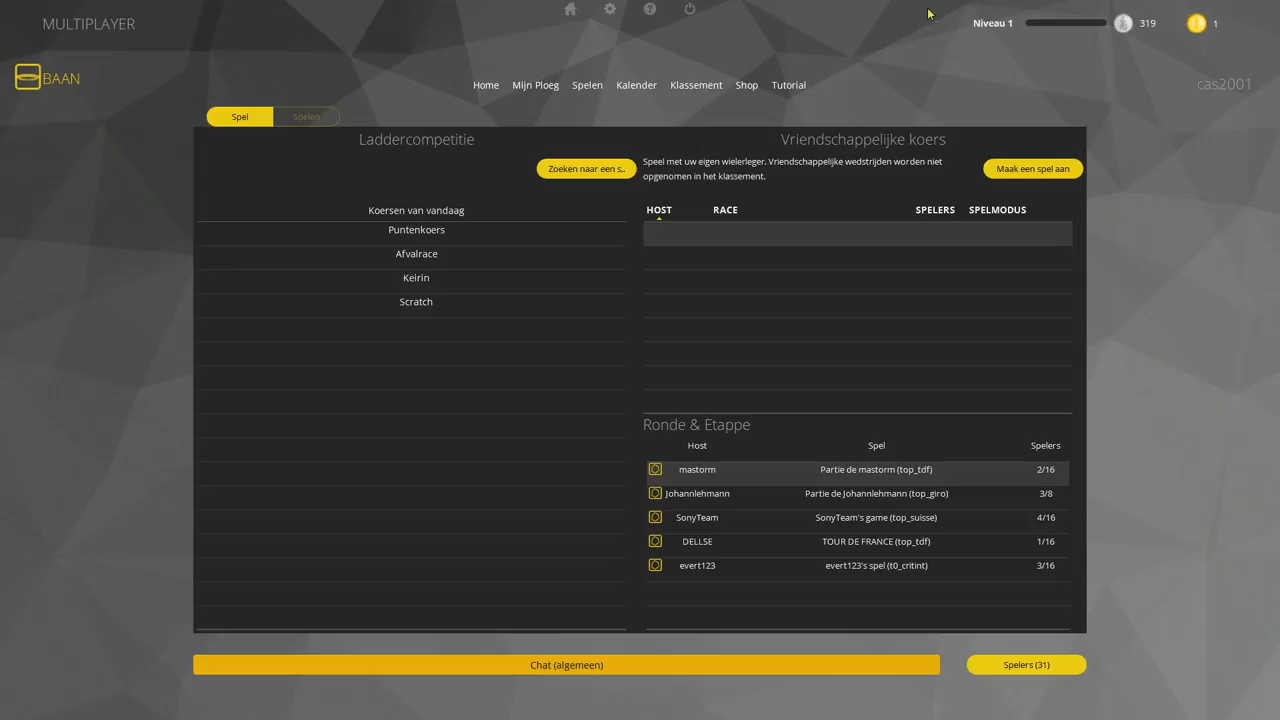 MULTIPLAYER
Niveau 1
319
1
BAAN
Home Mijn Ploeg Spelen Kalender Klassement Shop Tutorial
cas2001
Spel Spelen
Laddercompetitie
Zoeken naar een s..
Koersen van vandaag
Puntenkoers
Afvalrace
Keirin
Scratch
Vriendschappelijke koers
Speel met uw eigen wielerleger. Vriendschappelijke wedstrijden worden niet
opgenomen in het klassement.
Maak een spel aan
HOST RACE SPELERS SPELMODUS
Ronde & Etappe
Host Spel Spelers
mastorm Partie de mastorm (top_tdf) 2/16
Johannlehmann Partie de Johannlehmann (top_giro) 3/8
SonyTeam SonyTeam's game (top_suisse) 4/16
DELLSE TOUR DE FRANCE (top_tdf) 1/16
evert123 evert123's spel (t0_critint) 3/16
Chat (algemeen)
Spelers (31)